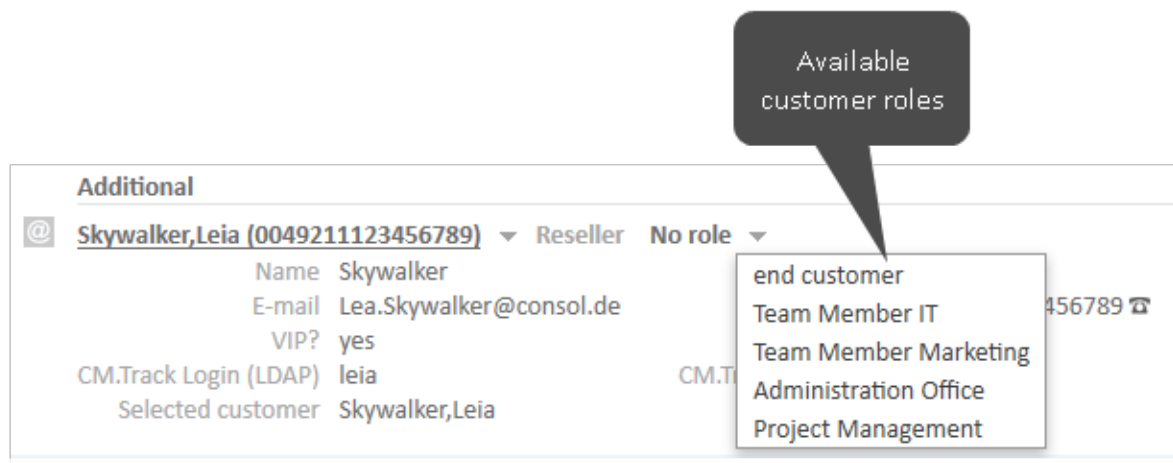 Available
customer roles
Additional
@ Skywalker,Leia (0049211123456789) Reseller No role
Name Skywalker
end customer
E-mail Lea.Skywalker@consol.de
Team Member IT
456789
VIP? yes
Team Member Marketing
CM.Track Login (LDAP) leia
CM.T
Administration Office
Selected customer Skywalker,Leia
Project Management